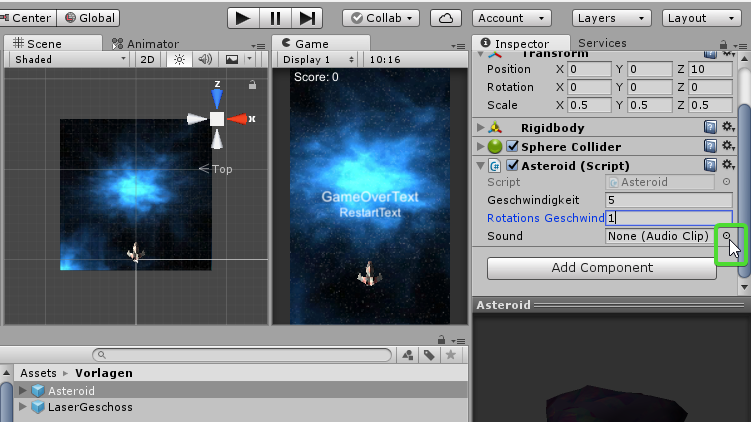 Center Global Collab Account Layers Layout
Scene Animator
Shaded 2D
z
x
Top
Game
Display 1 10:16
Score: 0
GameOverText
RestartText
Inspector Services
Transform
Position X 0 Y 0 Z 10
Rotation X 0 Y 0 Z 0
Scale X 0.5 Y 0.5 Z 0.5
Rigidbody
Sphere Collider
Asteroid (Script)
Script Asteroid
Geschwindigkeit 5
Rotations Geschwind 1
Sound None (Audio Clip)
Add Component
Asteroid
Assets Vorlagen
Asteroid
LaserGeschoss